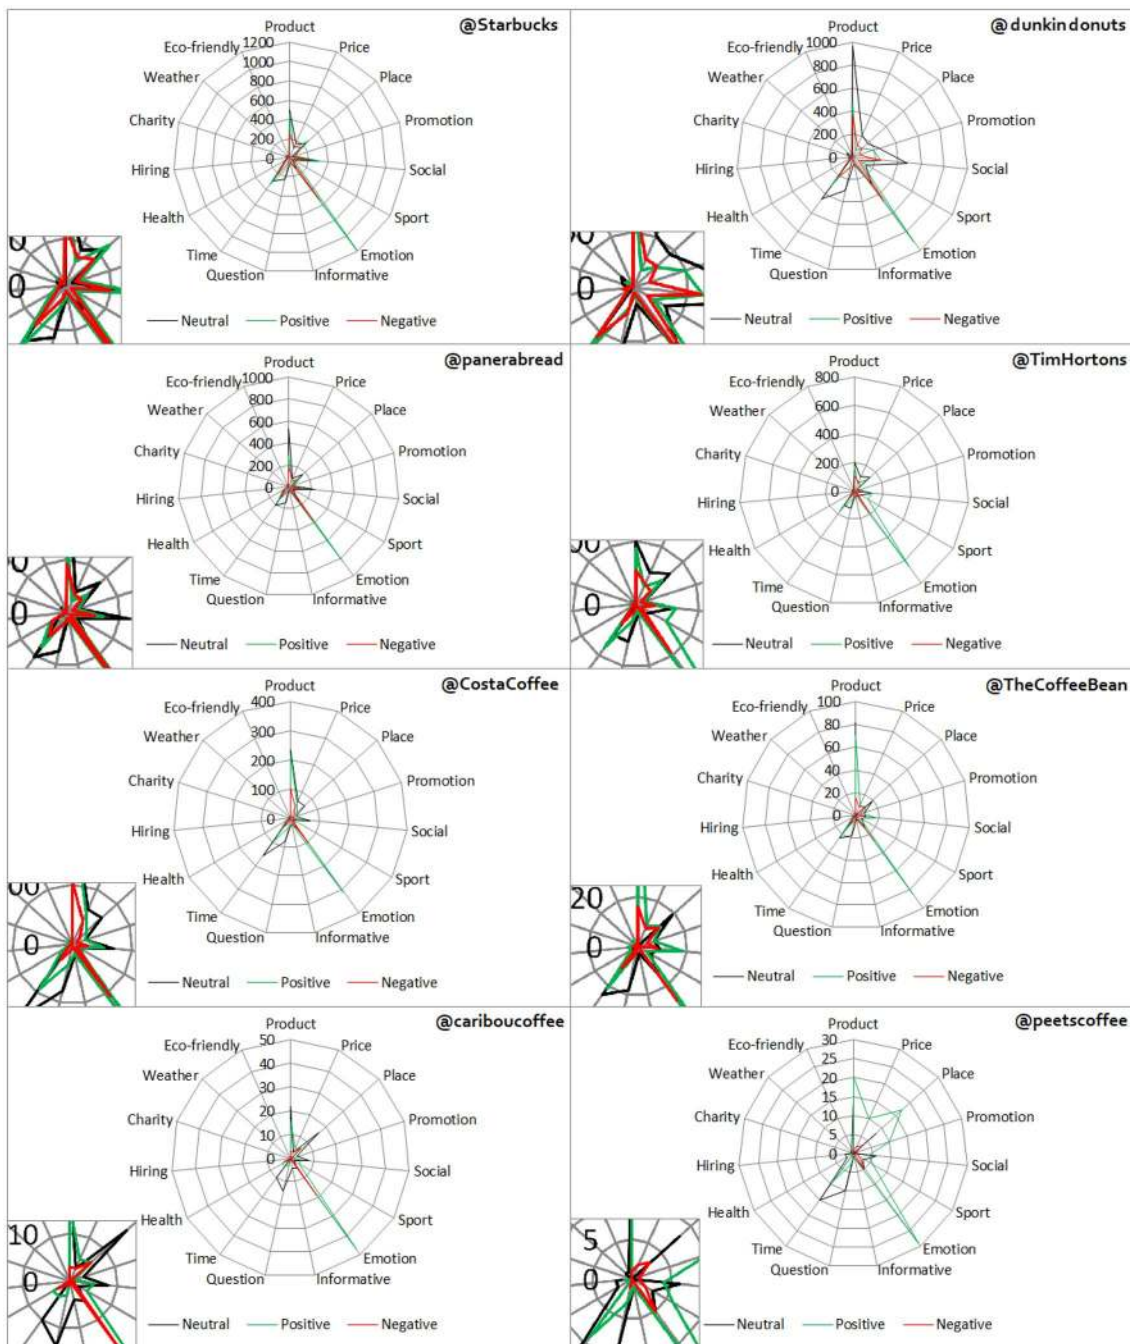 @Starbucks
Product
Price
Place
Promotion
Social
Sport
Emotion
Informative
Question
Time
Health
Hiring
Charity
Weather
Eco-friendly
1200
1000
800
600
400
200
0
0
0
Neutral Positive Negative
@dunkindonuts
Product
Price
Place
Promotion
Social
Sport
Emotion
Informative
Question
Time
Health
Hiring
Charity
Weather
Eco-friendly
1000
800
600
400
200
0
00
0
Neutral Positive Negative
@panerabread
Product
Price
Place
Promotion
Social
Sport
Emotion
Informative
Question
Time
Health
Hiring
Charity
Weather
Eco-friendly
1000
800
600
400
200
0
00
0
Neutral Positive Negative
@TimHortons
Product
Price
Place
Promotion
Social
Sport
Emotion
Informative
Question
Time
Health
Hiring
Charity
Weather
Eco-friendly
800
600
400
200
0
00
0
Neutral Positive Negative
@CostaCoffee
Product
Price
Place
Promotion
Social
Sport
Emotion
Informative
Question
Time
Health
Hiring
Charity
Weather
Eco-friendly
400
300
200
100
0
00
0
Neutral Positive Negative
@TheCoffeeBean
Product
Price
Place
Promotion
Social
Sport
Emotion
Informative
Question
Time
Health
Hiring
Charity
Weather
Eco-friendly
100
80
60
40
20
0
20
0
Neutral Positive Negative
@cariboucoffee
Product
Price
Place
Promotion
Social
Sport
Emotion
Informative
Question
Time
Health
Hiring
Charity
Weather
Eco-friendly
50
40
30
20
10
0
10
0
Neutral Positive Negative
@peetscoffee
Product
Price
Place
Promotion
Social
Sport
Emotion
Informative
Question
Time
Health
Hiring
Charity
Weather
Eco-friendly
30
25
20
15
10
5
0
5
0
Neutral Positive Negative